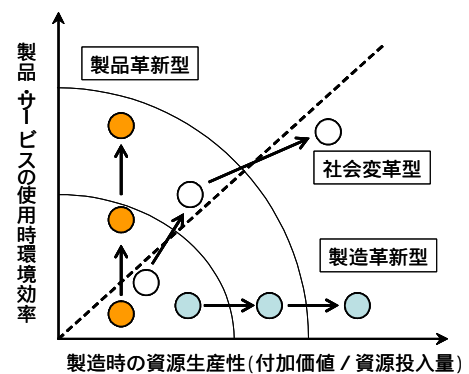 製品革新型
製品・サービスの使用時環境効率
社会変革型
製造革新型
製造時の資源生産性(付加価値/資源投入量)